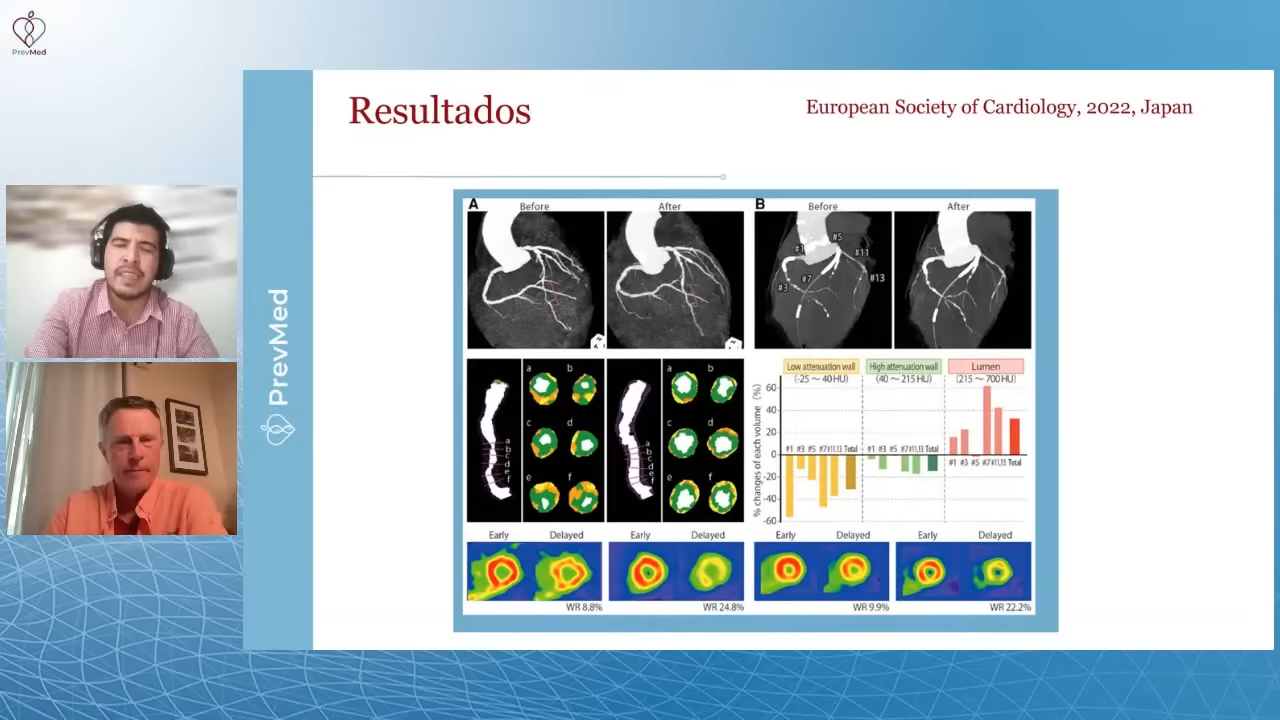 PrevMed
Resultados
European Society of Cardiology, 2022, Japan
PrevMed
A
Before
After
B
Before
After
#1
#5
#11
#13
#7
#3
a
b
c
d
e
f
a
b
c
d
e
f
a
b
c
d
e
f
a
b
c
d
e
f
Low attenuation wall
(-25 ~ 40 HU)
High attenuation wall
(40 ~ 215 HU)
Lumen
(215 ~ 700 HU)
% changes of each volume (%)
60
40
20
0
-20
-40
-60
#1 #3 #5 #7 #11,13 Total
#1 #3 #5 #7 #11,13 Total
#1 #3 #5 #7 #11,13 Total
Early
Delayed
Early
Delayed
Early
Delayed
Early
Delayed
WR 8.8%
WR 24.8%
WR 9.9%
WR 22.2%